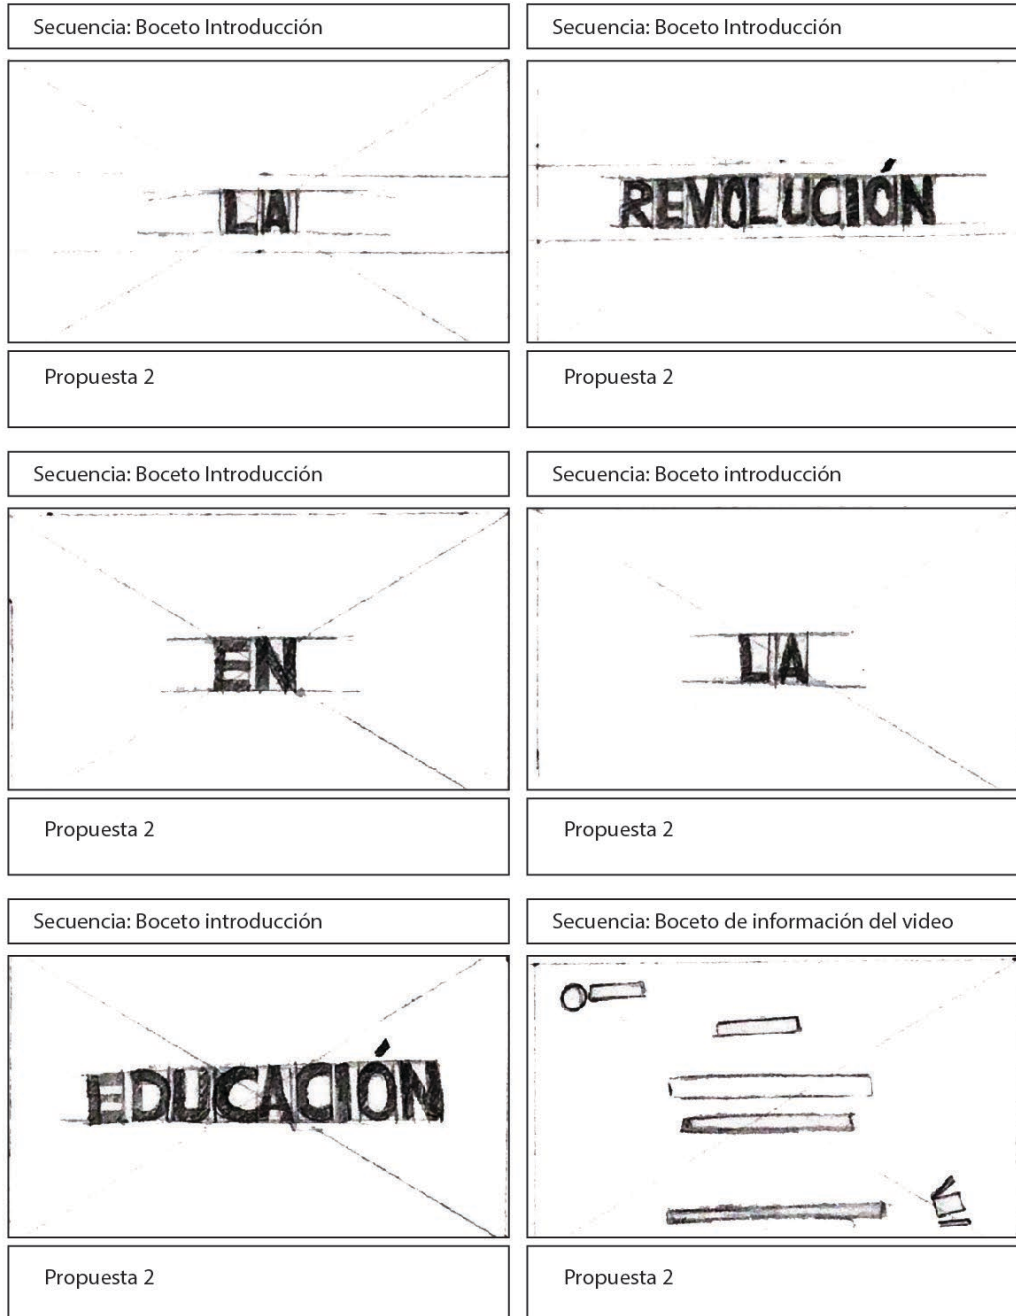 Secuencia: Boceto Introducción
Secuencia: Boceto Introducción
LA
REVOLUCIÓN
Propuesta 2
Propuesta 2
Secuencia: Boceto Introducción
Secuencia: Boceto introducción
EN
LA
Propuesta 2
Propuesta 2
Secuencia: Boceto introducción
Secuencia: Boceto de información del video
EDUCACIÓN
Propuesta 2
Propuesta 2